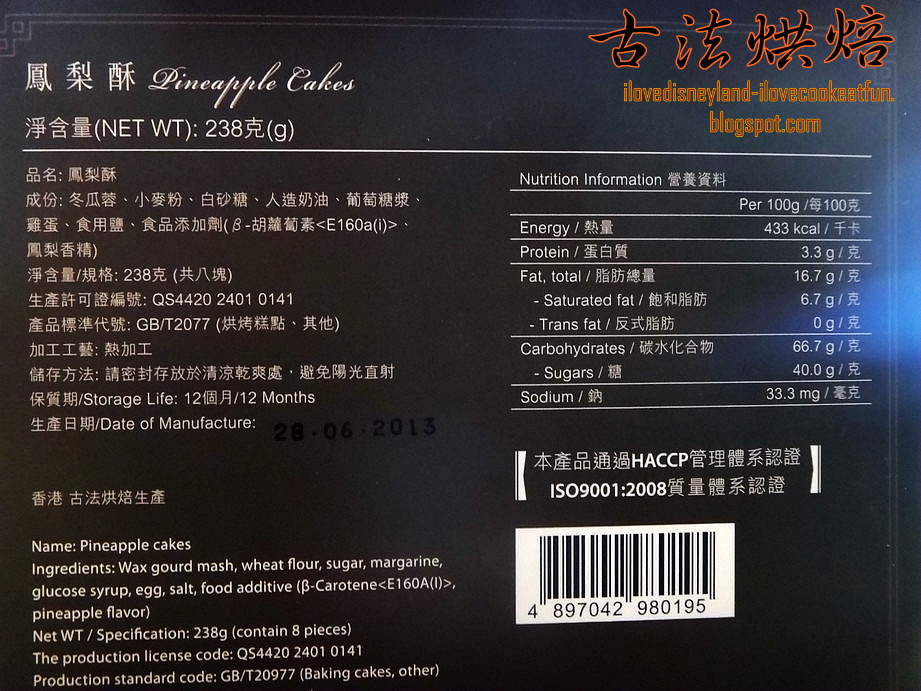 古法烘焙
ilovedisneyland-ilovecookeatfun.
blogspot.com
鳳梨酥 Pineapple Cakes
淨含量(NET WT): 238克(g)
品名: 鳳梨酥
成份: 冬瓜蓉、小麥粉、白砂糖、人造奶油、葡萄糖漿、
雞蛋、食用鹽、食品添加劑(β-胡蘿蔔素<E160a(i)>、
鳳梨香精)
淨含量/規格: 238克 (共八塊)
生產許可證編號: QS4420 2401 0141
產品標準代號: GB/T2077 (烘烤糕點、其他)
加工工藝: 熱加工
儲存方法: 請密封存放於清涼乾爽處，避免陽光直射
保質期/Storage Life: 12個月/12 Months
生產日期/Date of Manufacture:
28·06·2013
香港 古法烘焙生產
Name: Pineapple cakes
Ingredients: Wax gourd mash, wheat flour, sugar, margarine,
glucose syrup, egg, salt, food additive (β-Carotene<E160A(I)>,
pineapple flavor)
Net WT / Specification: 238g (contain 8 pieces)
The production license code: QS4420 2401 0141
Production standard code: GB/T20977 (Baking cakes, other)
Nutrition Information 營養資料
Per 100g /每100克
Energy / 熱量 433 kcal / 千卡
Protein / 蛋白質 3.3 g / 克
Fat, total / 脂肪總量 16.7 g / 克
- Saturated fat / 飽和脂肪 6.7 g / 克
- Trans fat / 反式脂肪 0 g / 克
Carbohydrates / 碳水化合物 66.7 g / 克
- Sugars / 糖 40.0 g / 克
Sodium / 鈉 33.3 mg / 毫克
本產品通過HACCP管理體系認證
ISO9001:2008質量體系認證
4 897042 980195